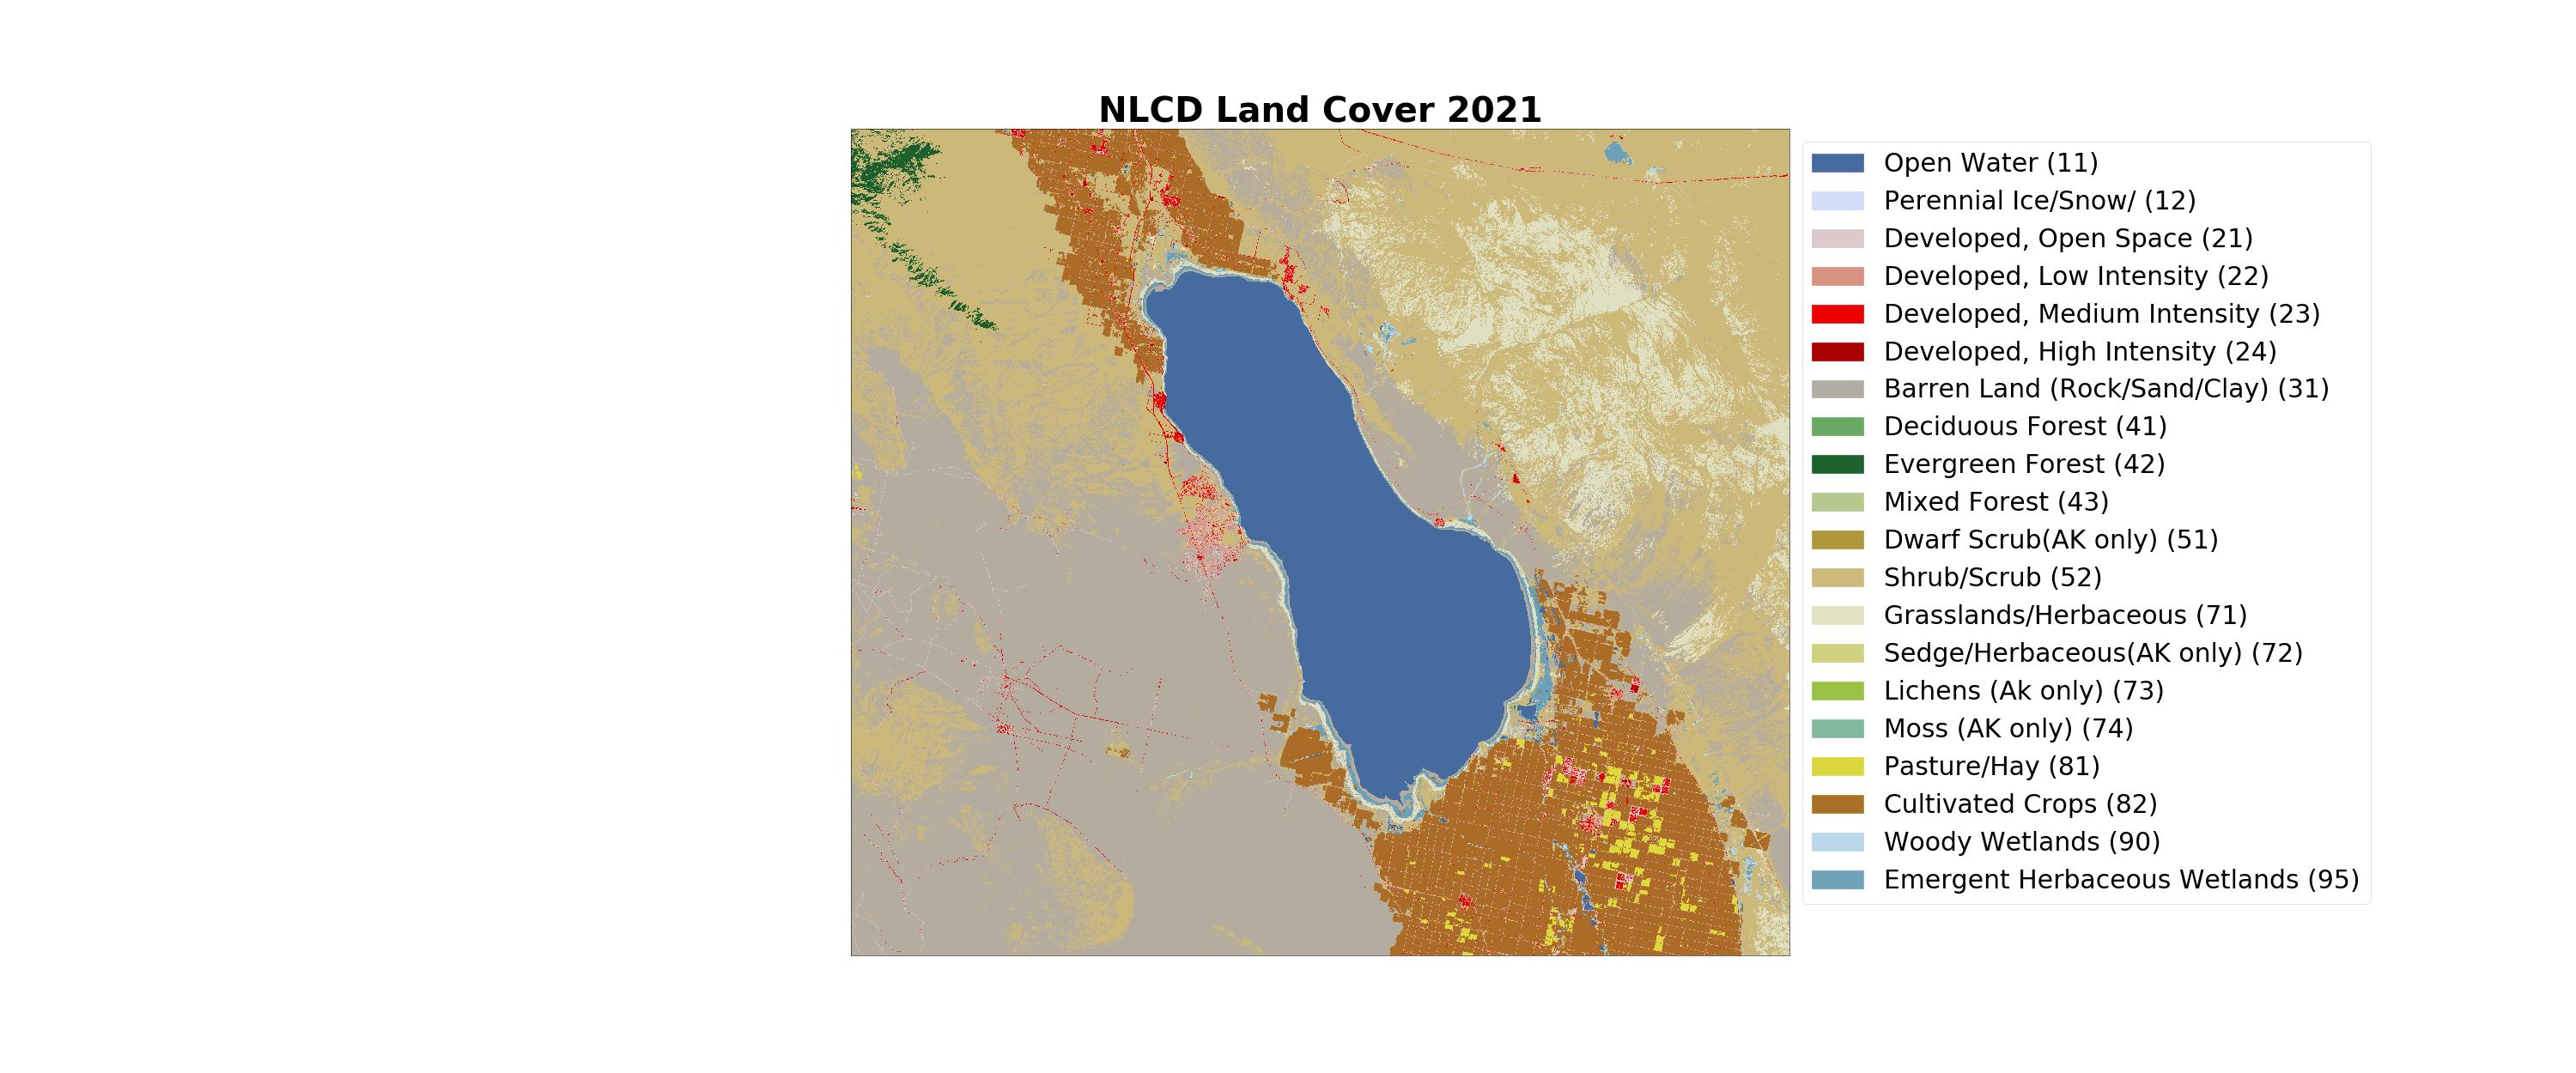 NLCD Land Cover 2021
Open Water (11)
Perennial Ice/Snow/ (12)
Developed, Open Space (21)
Developed, Low Intensity (22)
Developed, Medium Intensity (23)
Developed, High Intensity (24)
Barren Land (Rock/Sand/Clay) (31)
Deciduous Forest (41)
Evergreen Forest (42)
Mixed Forest (43)
Dwarf Scrub(AK only) (51)
Shrub/Scrub (52)
Grasslands/Herbaceous (71)
Sedge/Herbaceous(AK only) (72)
Lichens (Ak only) (73)
Moss (AK only) (74)
Pasture/Hay (81)
Cultivated Crops (82)
Woody Wetlands (90)
Emergent Herbaceous Wetlands (95)